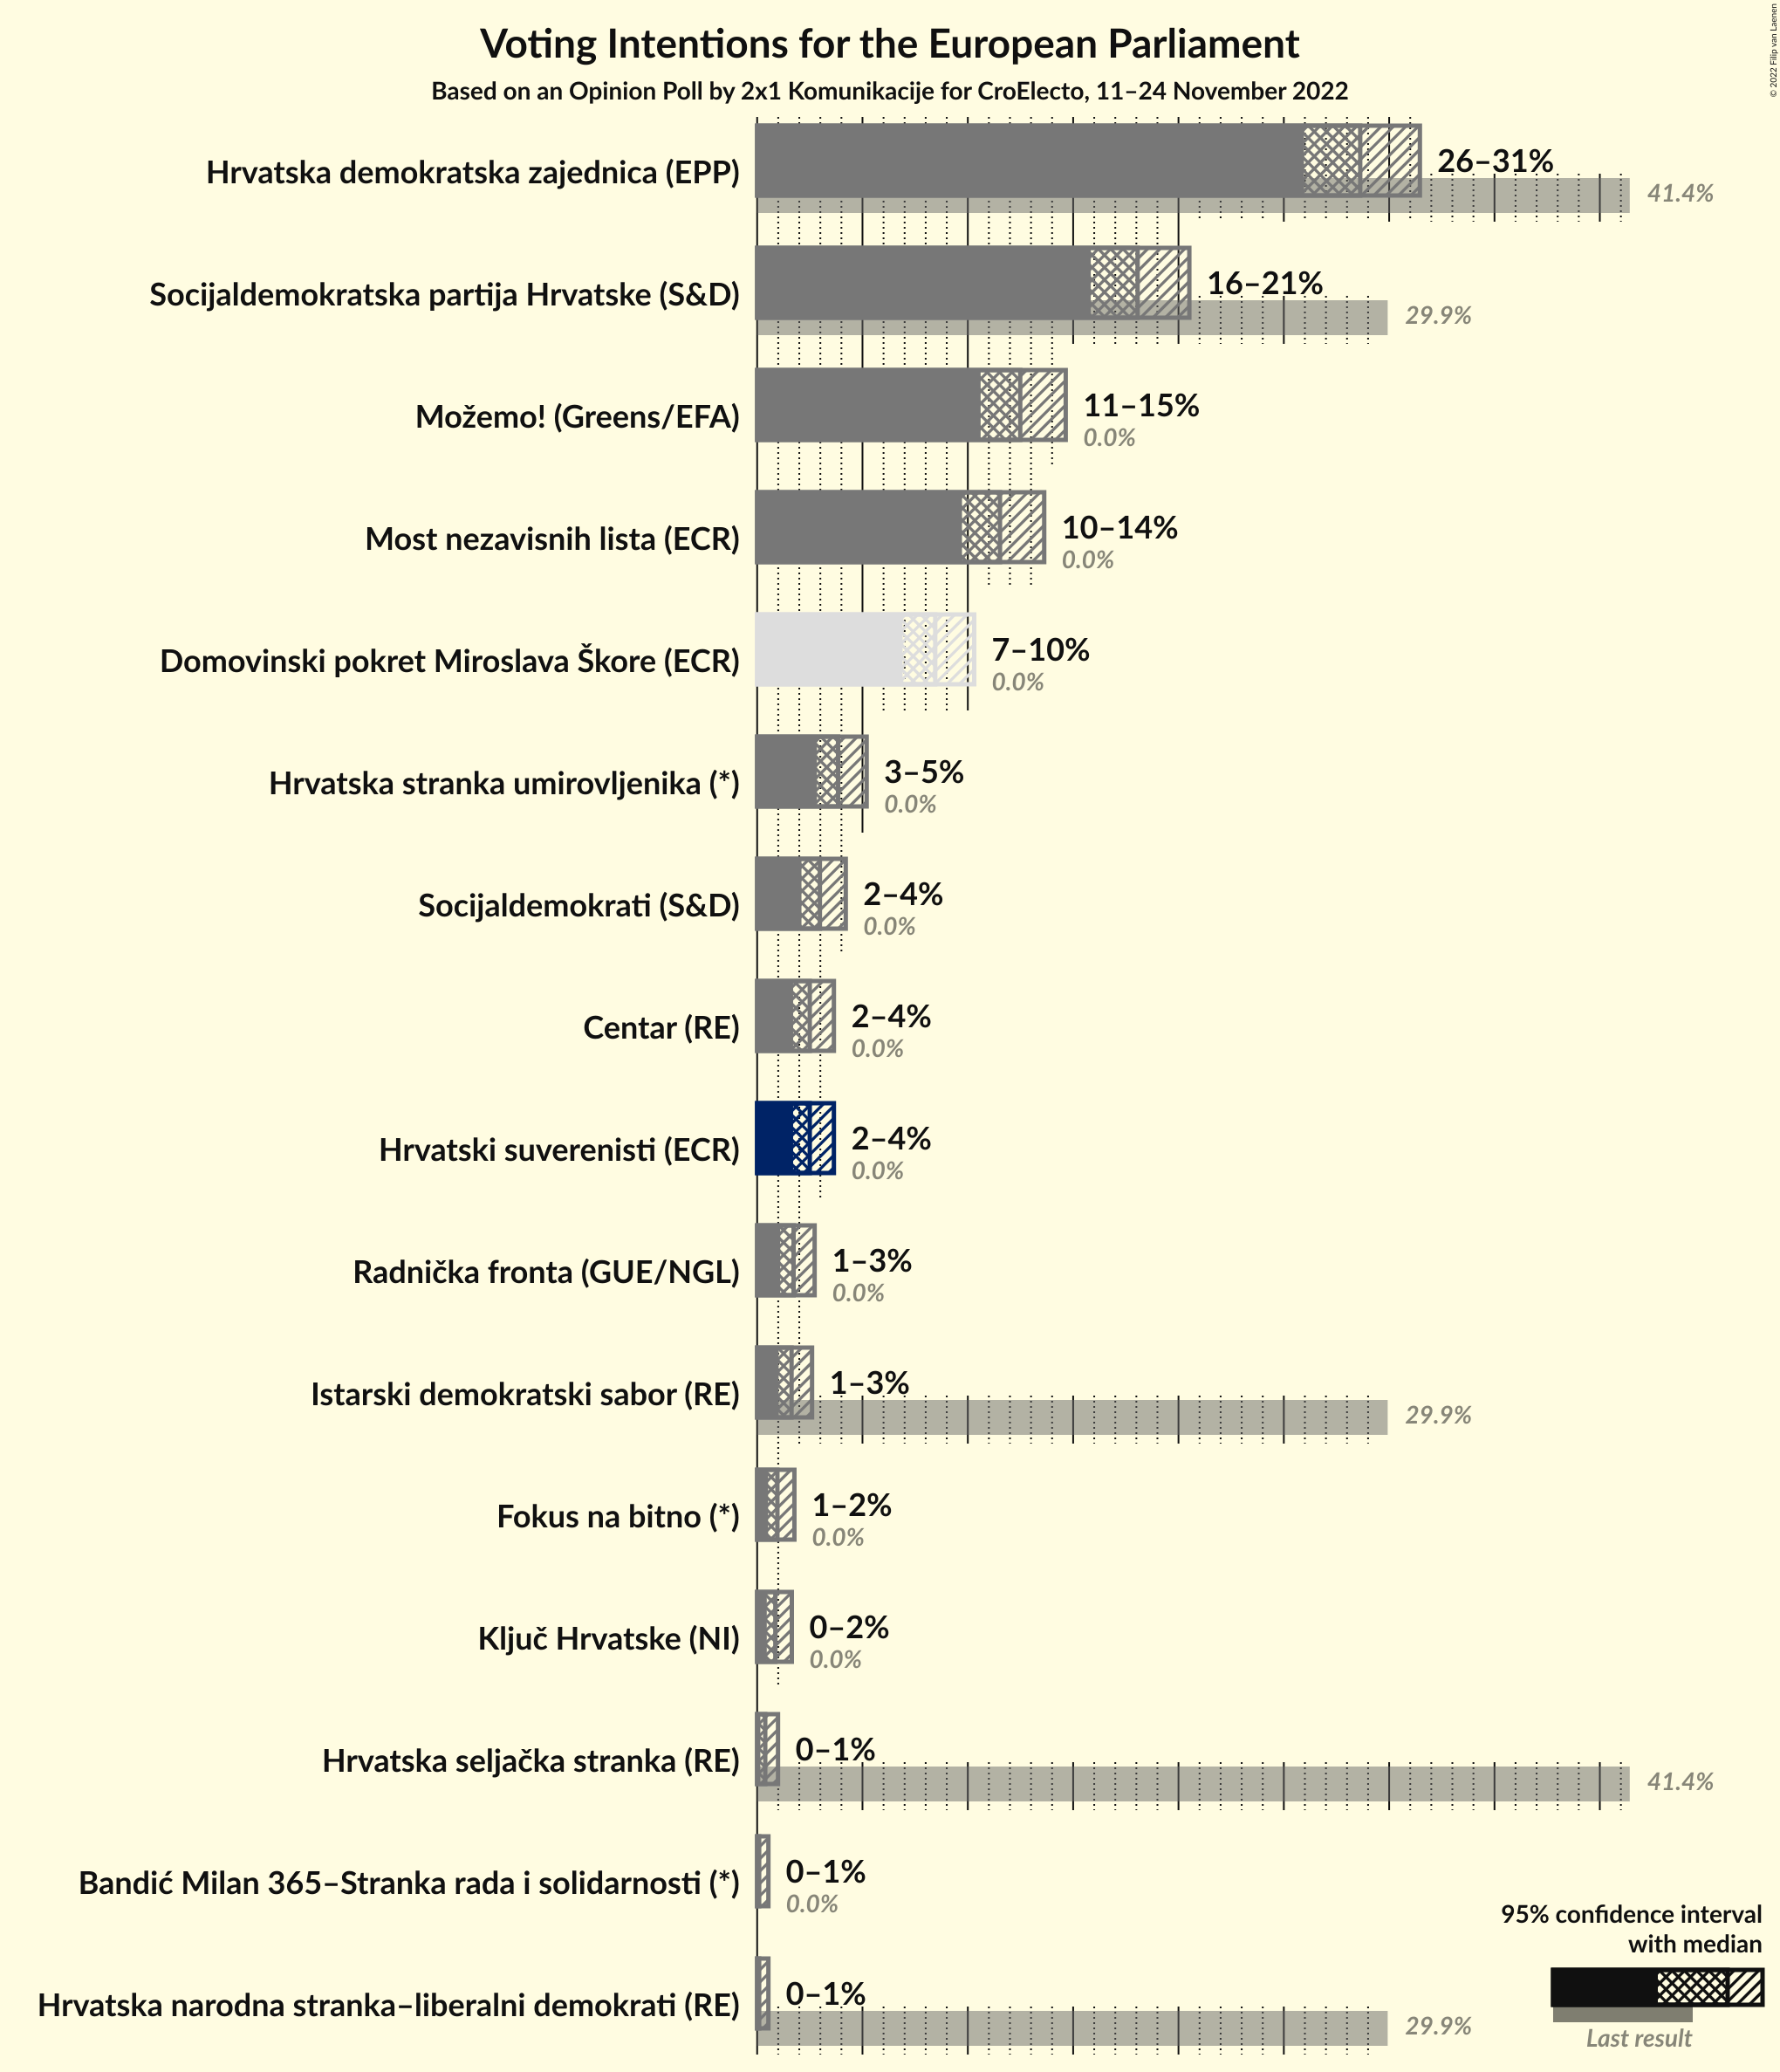 Voting Intentions for the European Parliament
Based on an Opinion Poll by 2x1 Komunikacije for CroElecto, 11–24 November 2022
© 2022 Filip van Laenen
Hrvatska demokratska zajednica (EPP)
26–31%
41.4%
Socijaldemokratska partija Hrvatske (S&D)
16–21%
29.9%
Možemo! (Greens/EFA)
11–15%
0.0%
Most nezavisnih lista (ECR)
10–14%
0.0%
Domovinski pokret Miroslava Škore (ECR)
7–10%
0.0%
Hrvatska stranka umirovljenika (*)
3–5%
0.0%
Socijaldemokrati (S&D)
2–4%
0.0%
Centar (RE)
2–4%
0.0%
Hrvatski suverenisti (ECR)
2–4%
0.0%
Radnička fronta (GUE/NGL)
1–3%
0.0%
Istarski demokratski sabor (RE)
1–3%
29.9%
Fokus na bitno (*)
1–2%
0.0%
Ključ Hrvatske (NI)
0–2%
0.0%
Hrvatska seljačka stranka (RE)
0–1%
41.4%
Bandić Milan 365–Stranka rada i solidarnosti (*)
0–1%
0.0%
Hrvatska narodna stranka–liberalni demokrati (RE)
0–1%
29.9%
95% confidence interval
with median
Last result